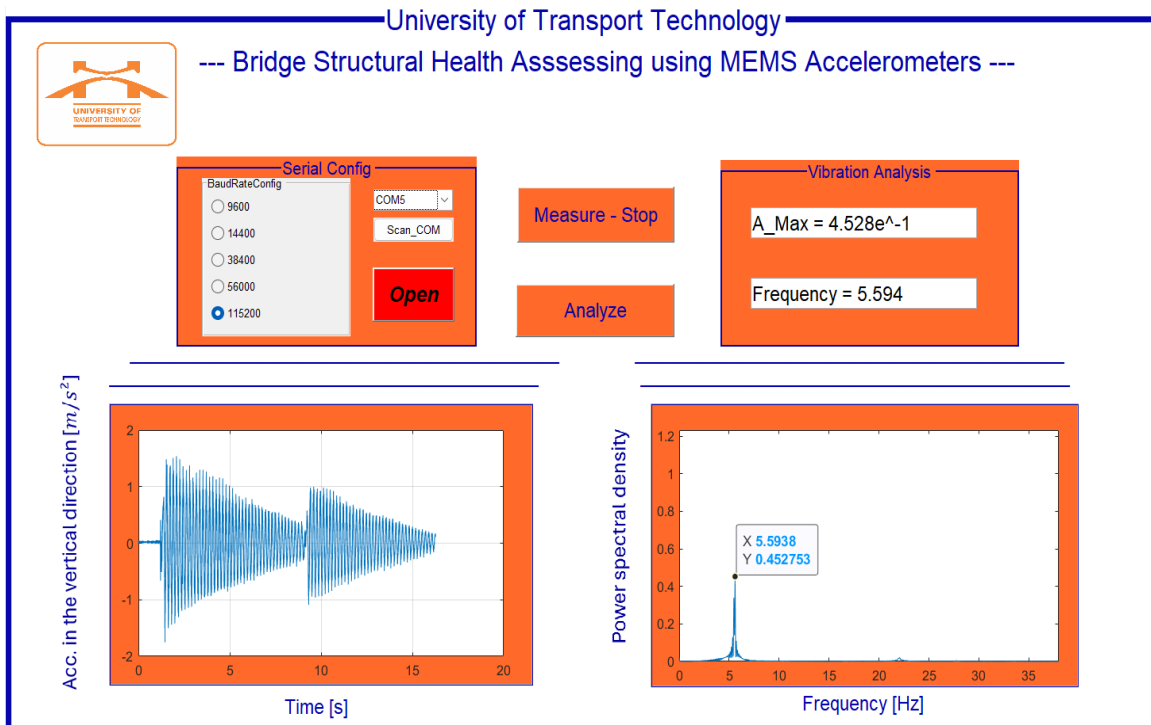 University of Transport Technology
--- Bridge Structural Health Asssessing using MEMS Accelerometers ---
UNIVERSITY OF
TRANSPORT TECHNOLOGY
Serial Config
BaudRateConfig
9600
14400
38400
56000
115200
COM5
Scan_COM
Open
Measure - Stop
Analyze
Vibration Analysis
A_Max = 4.528e^-1
Frequency = 5.594
Acc. in the vertical direction [m/s²]
2
1
0
-1
-2
0 5 10 15 20
Time [s]
Power spectral density
1.2
1
0.8
0.6
0.4
0.2
0
X 5.5938
Y 0.452753
0 5 10 15 20 25 30 35
Frequency [Hz]